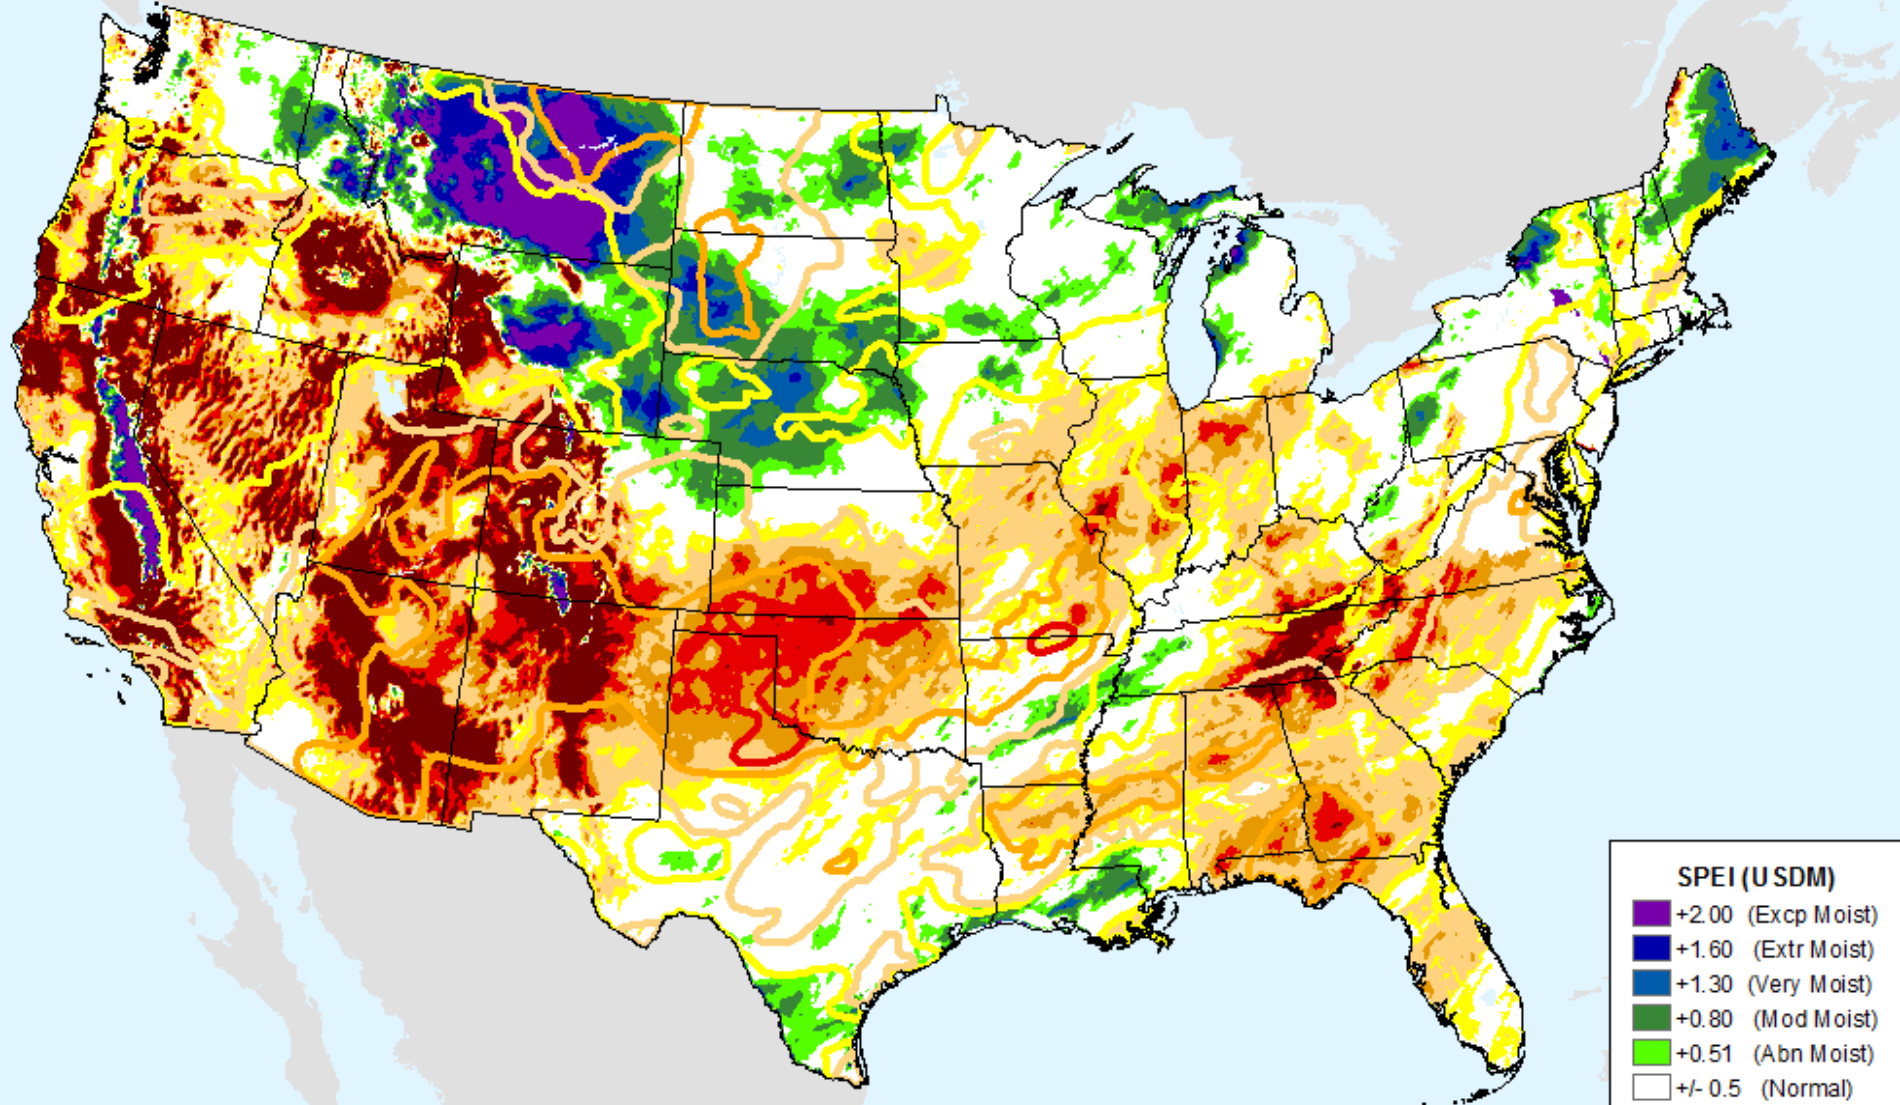 SPEI (USDM)
+2.00 (Excp Moist)
+1.60 (Extr Moist)
+1.30 (Very Moist)
+0.80 (Mod Moist)
+0.51 (Abn Moist)
+/- 0.5 (Normal)